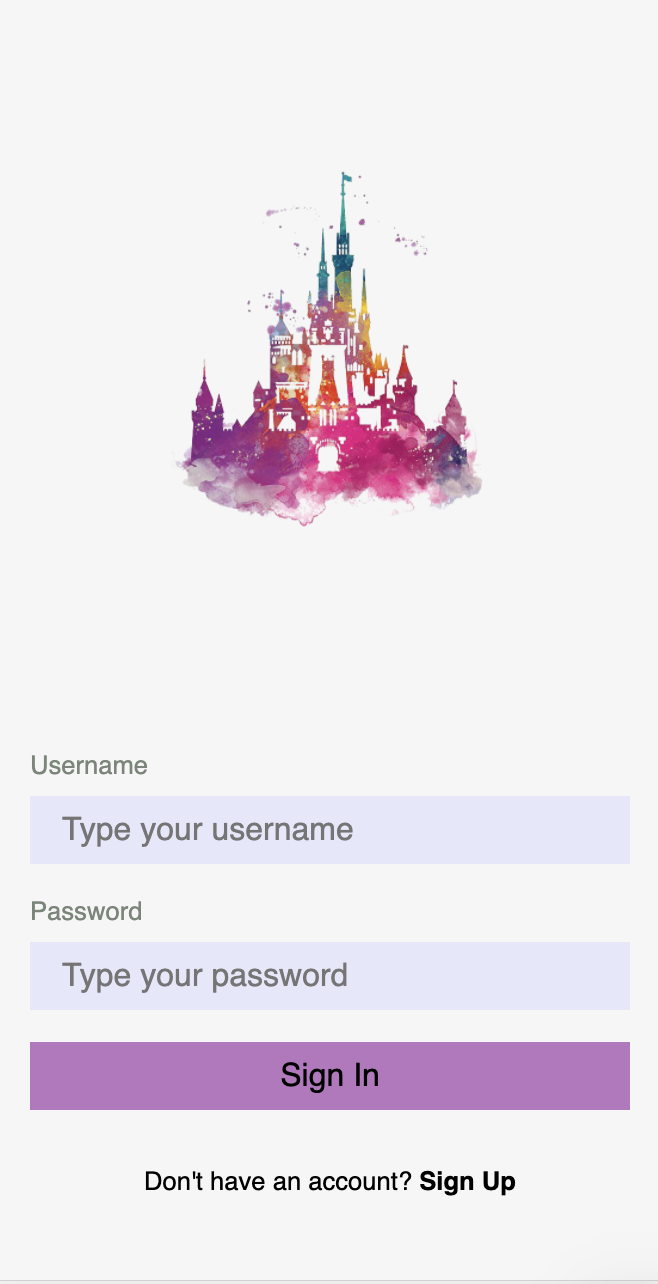 Username
Type your username
Password
Type your password
Sign In
Don't have an account? Sign Up